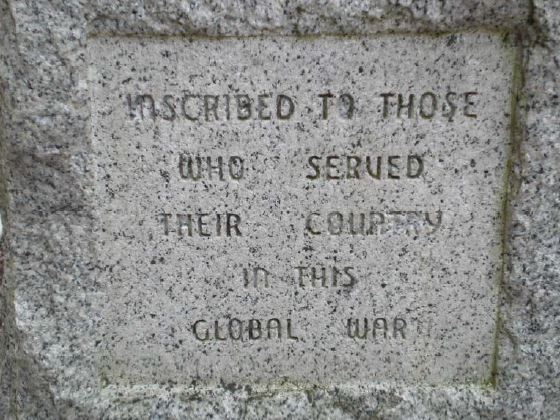 INSCRIBED TO THOSE
WHO SERVED
THEIR COUNTRY
IN THIS
GLOBAL WAR